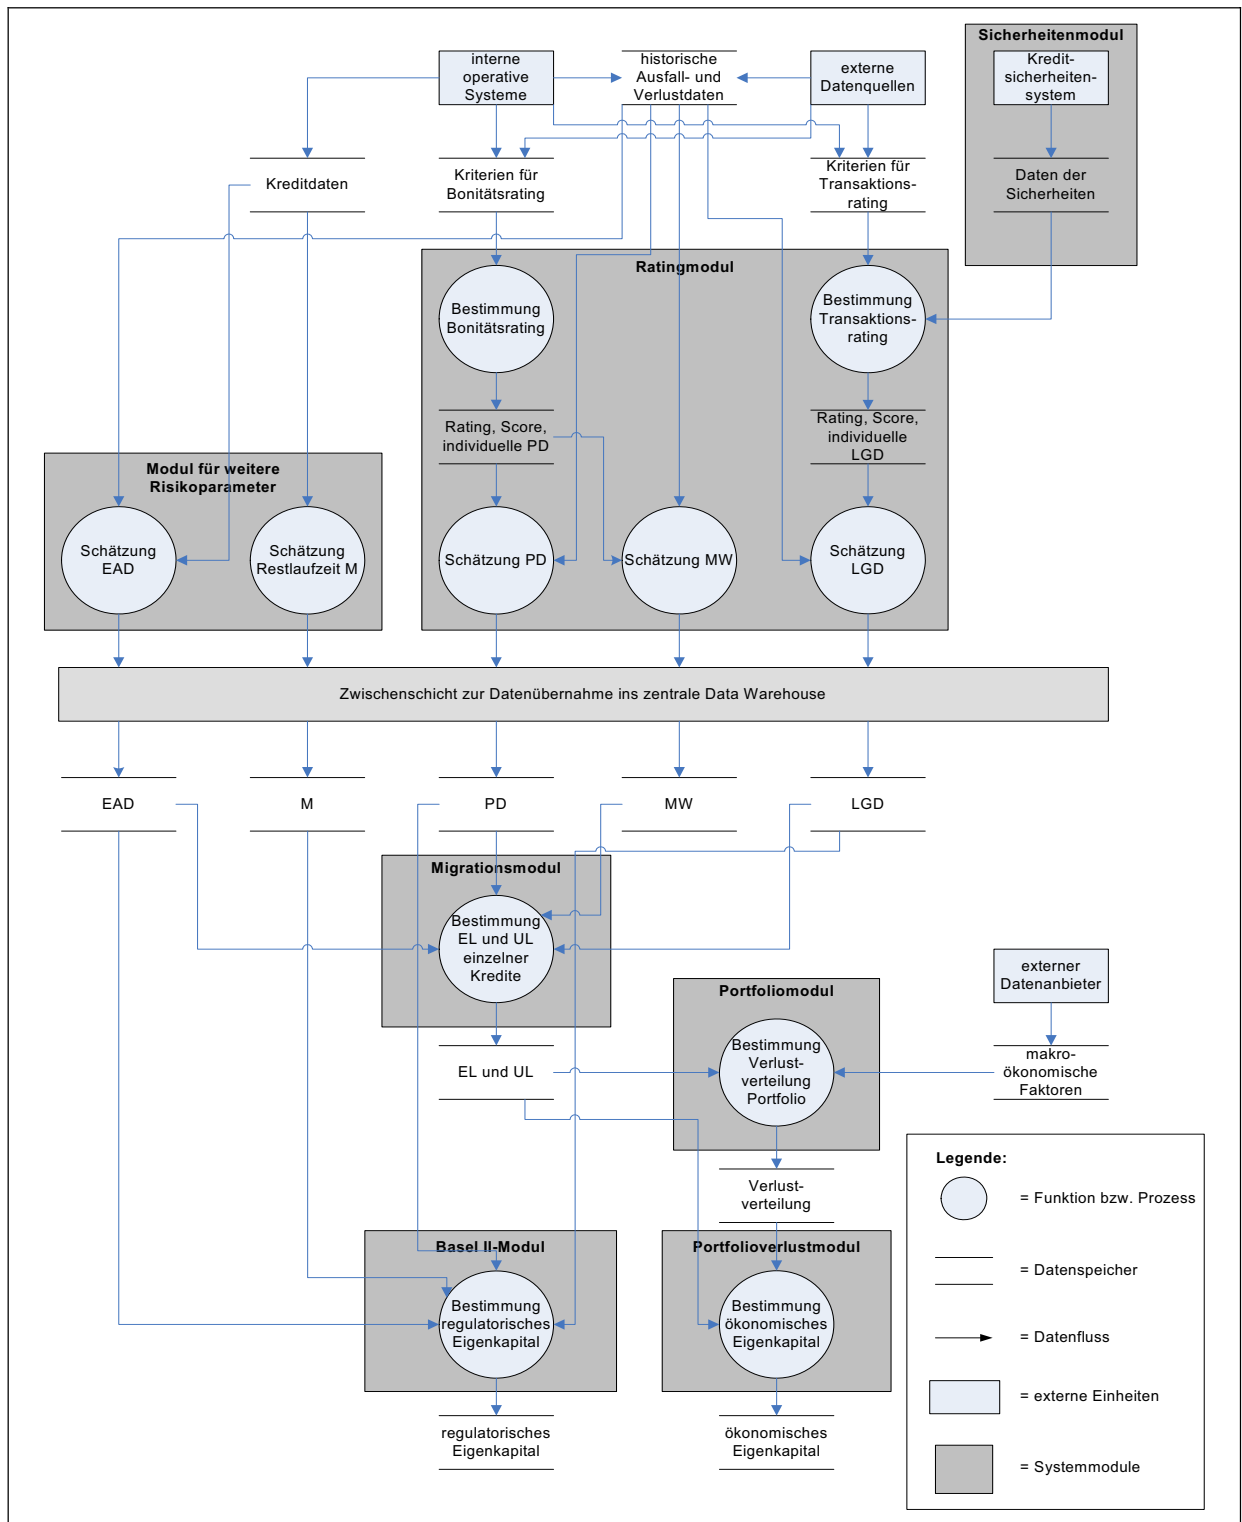 Sicherheitenmodul
interne
operative
Systeme
historische
Ausfall- und
Verlustdaten
externe
Datenquellen
Kredit-
sicherheiten-
system
Kreditdaten
Kriterien für
Bonitätsrating
Kriterien für
Transaktions-
rating
Daten der
Sicherheiten
Ratingmodul
Bestimmung
Bonitätsrating
Bestimmung
Transaktions-
rating
Rating, Score,
individuelle PD
Rating, Score,
individuelle
LGD
Modul für weitere
Risikoparameter
Schätzung
EAD
Schätzung
Restlaufzeit M
Schätzung PD
Schätzung MW
Schätzung
LGD
Zwischenschicht zur Datenübernahme ins zentrale Data Warehouse
EAD
M
PD
MW
LGD
Migrationsmodul
Bestimmung
EL und UL
einzelner
Kredite
externer
Datenanbieter
Portfoliomodul
Bestimmung
Verlust-
verteilung
Portfolio
EL und UL
makro-
ökonomische
Faktoren
Verlust-
verteilung
Basel II-Modul
Bestimmung
regulatorisches
Eigenkapital
Portfolioverlustmodul
Bestimmung
ökonomisches
Eigenkapital
regulatorisches
Eigenkapital
ökonomisches
Eigenkapital
Legende:
= Funktion bzw. Prozess
= Datenspeicher
= Datenfluss
= externe Einheiten
= Systemmodule